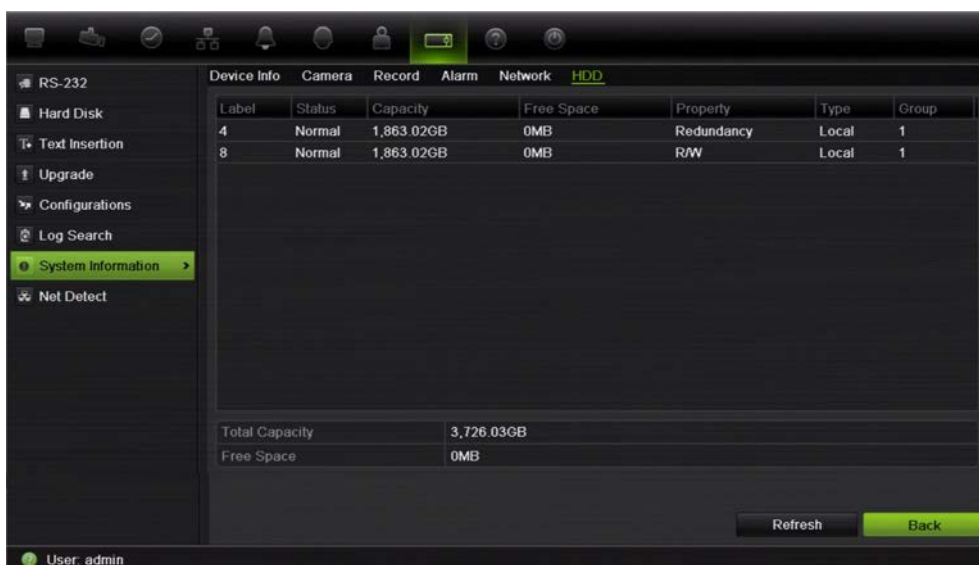 Device Info Camera Record Alarm Network HDD
RS-232
Hard Disk
Text Insertion
Upgrade
Configurations
Log Search
System Information
Net Detect
Label Status Capacity Free Space Property Type Group
4 Normal 1,863.02GB 0MB Redundancy Local 1
8 Normal 1,863.02GB 0MB R/W Local 1
Total Capacity 3,726.03GB
Free Space 0MB
Refresh Back
User: admin